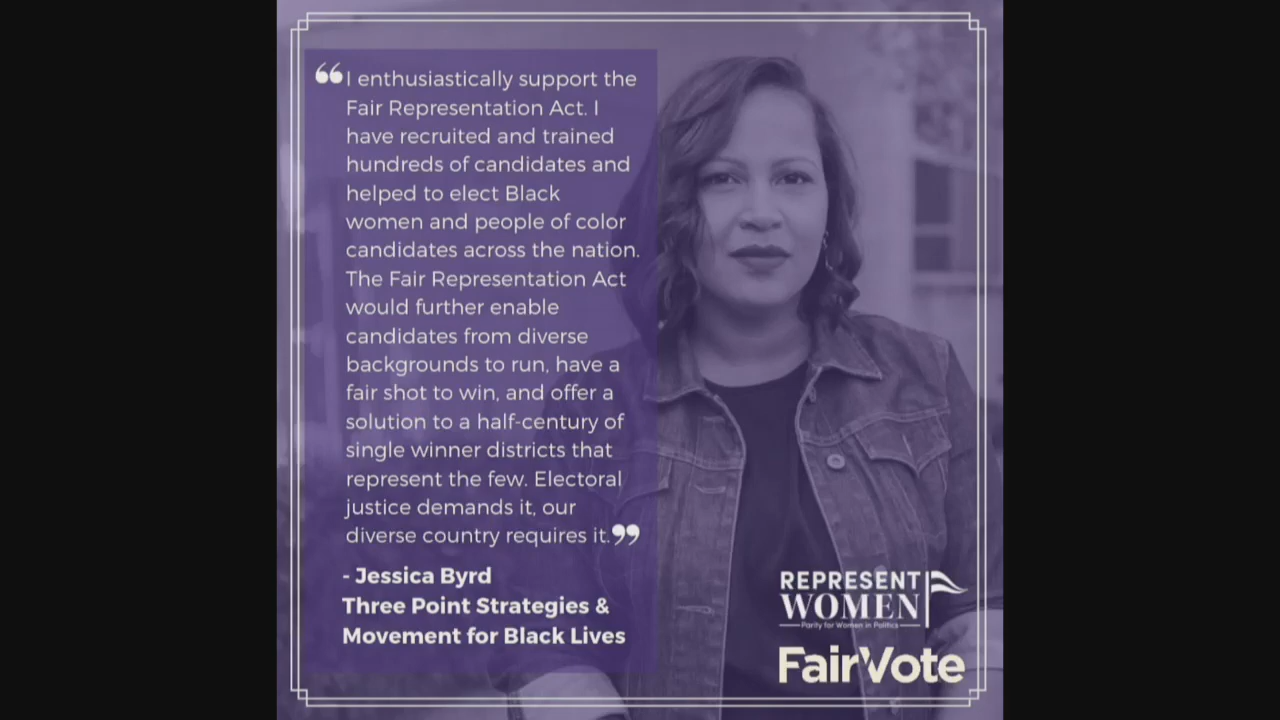 “I enthusiastically support the
Fair Representation Act. I
have recruited and trained
hundreds of candidates and
helped to elect Black
women and people of color
candidates across the nation.
The Fair Representation Act
would further enable
candidates from diverse
backgrounds to run, have a
fair shot to win, and offer a
solution to a half-century of
single winner districts that
represent the few. Electoral
justice demands it, our
diverse country requires it.”
- Jessica Byrd
Three Point Strategies &
Movement for Black Lives
REPRESENT
WOMEN
Parity for Women in Politics
FairVote